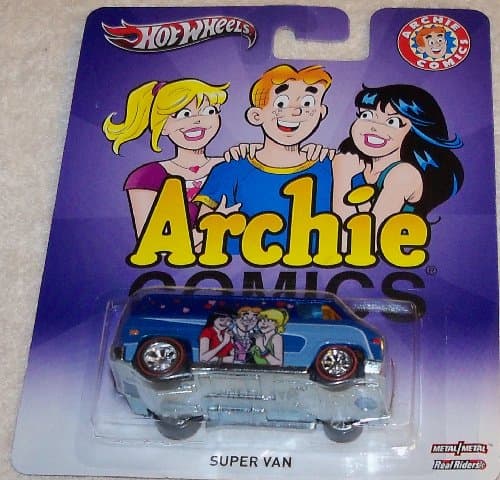 HOT WHEELS
ARCHIE
COMICS
Archie
COMICS®
SUPER VAN
METAL/METAL
Real Riders